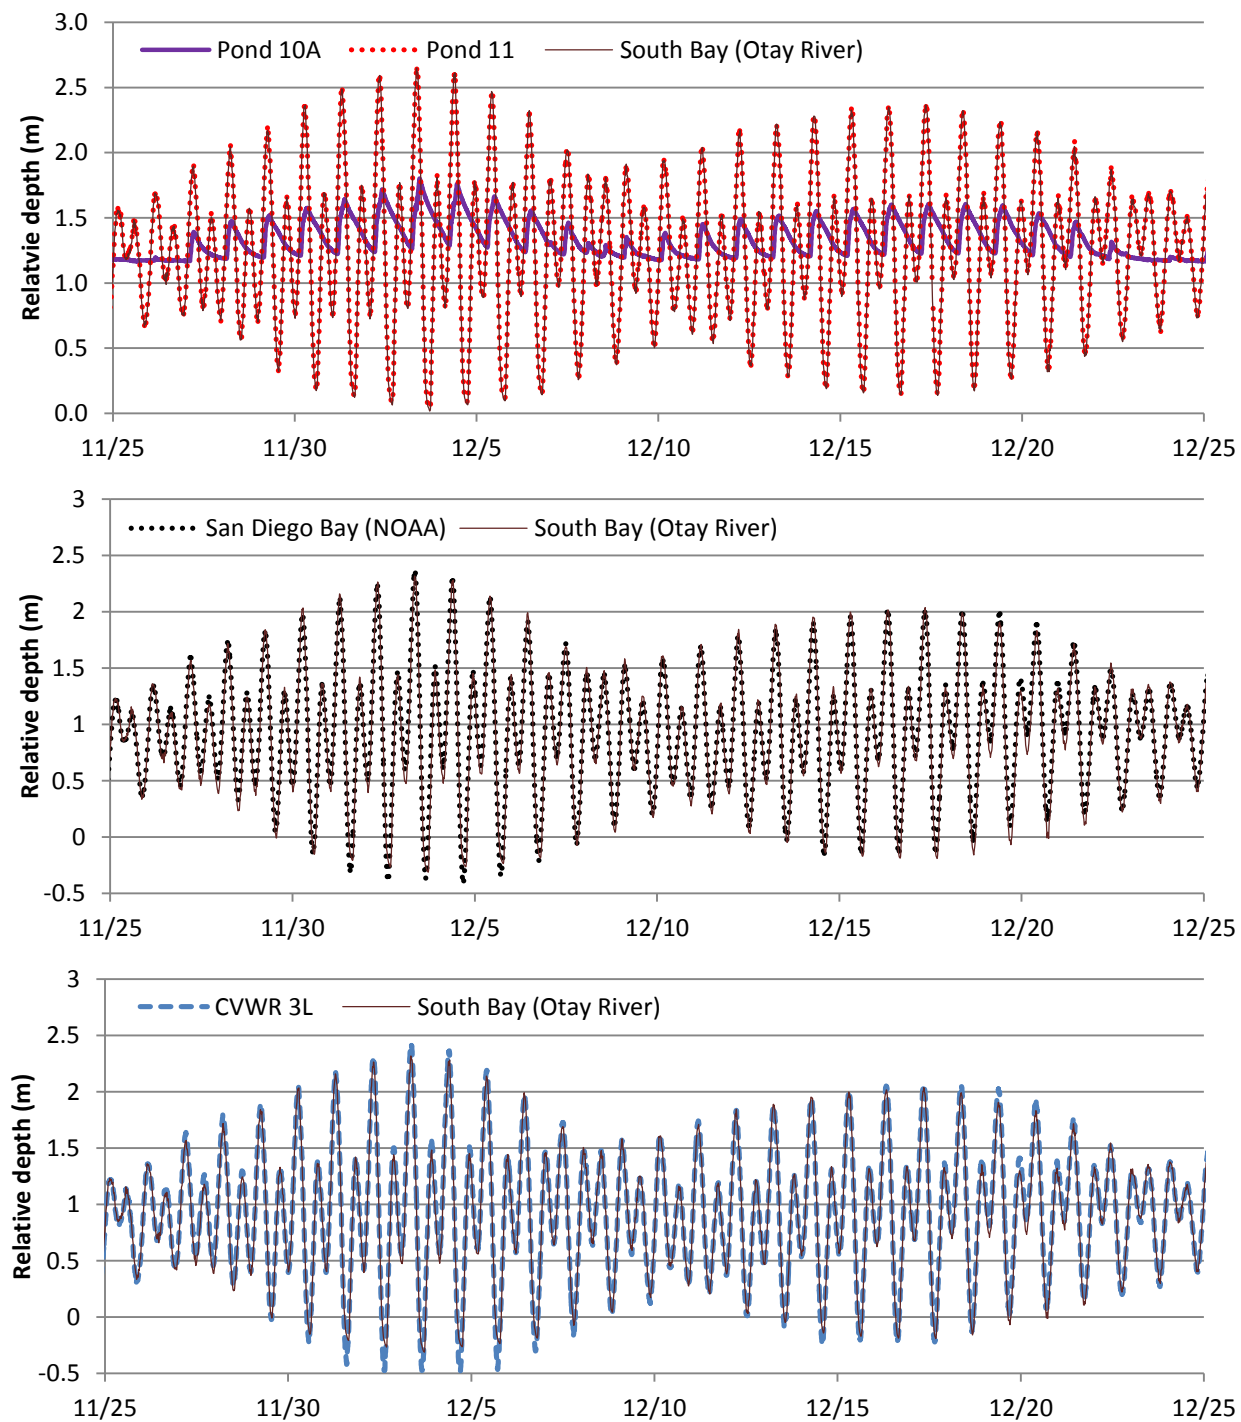 3.0
Pond 10A Pond 11 South Bay (Otay River)
2.5
2.0
1.5
1.0
0.5
0.0
Relatvie depth (m)
11/25 11/30 12/5 12/10 12/15 12/20 12/25
3
San Diego Bay (NOAA) South Bay (Otay River)
2.5
2
1.5
1
0.5
0
-0.5
Relative depth (m)
11/25 11/30 12/5 12/10 12/15 12/20 12/25
3
CVWR 3L South Bay (Otay River)
2.5
2
1.5
1
0.5
0
-0.5
Relative depth (m)
11/25 11/30 12/5 12/10 12/15 12/20 12/25